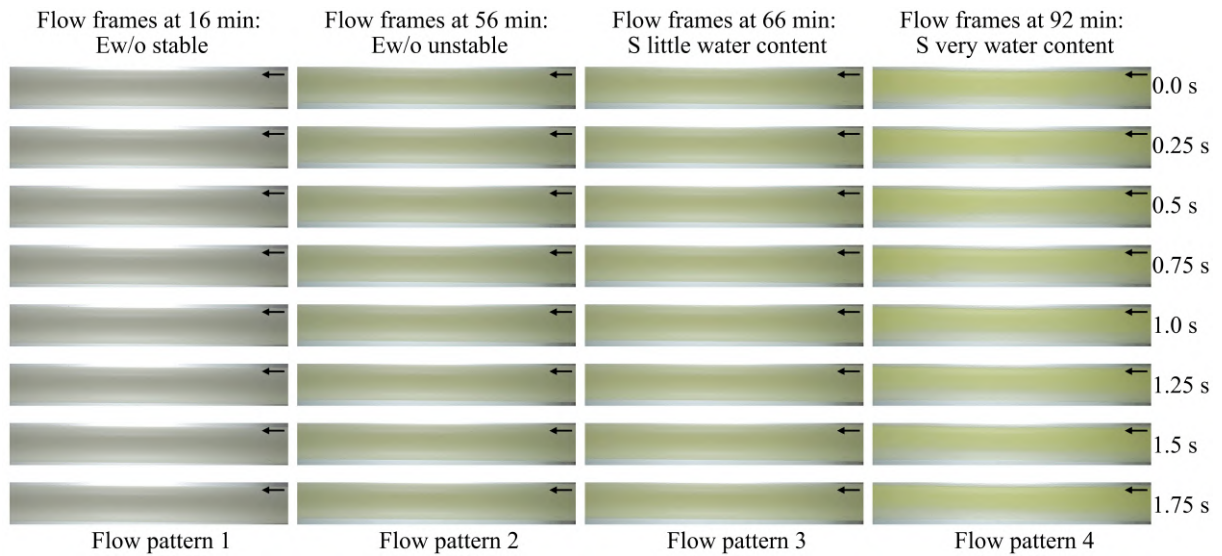 Flow frames at 16 min:
Ew/o stable
Flow frames at 56 min:
Ew/o unstable
Flow frames at 66 min:
S little water content
Flow frames at 92 min:
S very water content
0.0 s
0.25 s
0.5 s
0.75 s
1.0 s
1.25 s
1.5 s
1.75 s
Flow pattern 1
Flow pattern 2
Flow pattern 3
Flow pattern 4